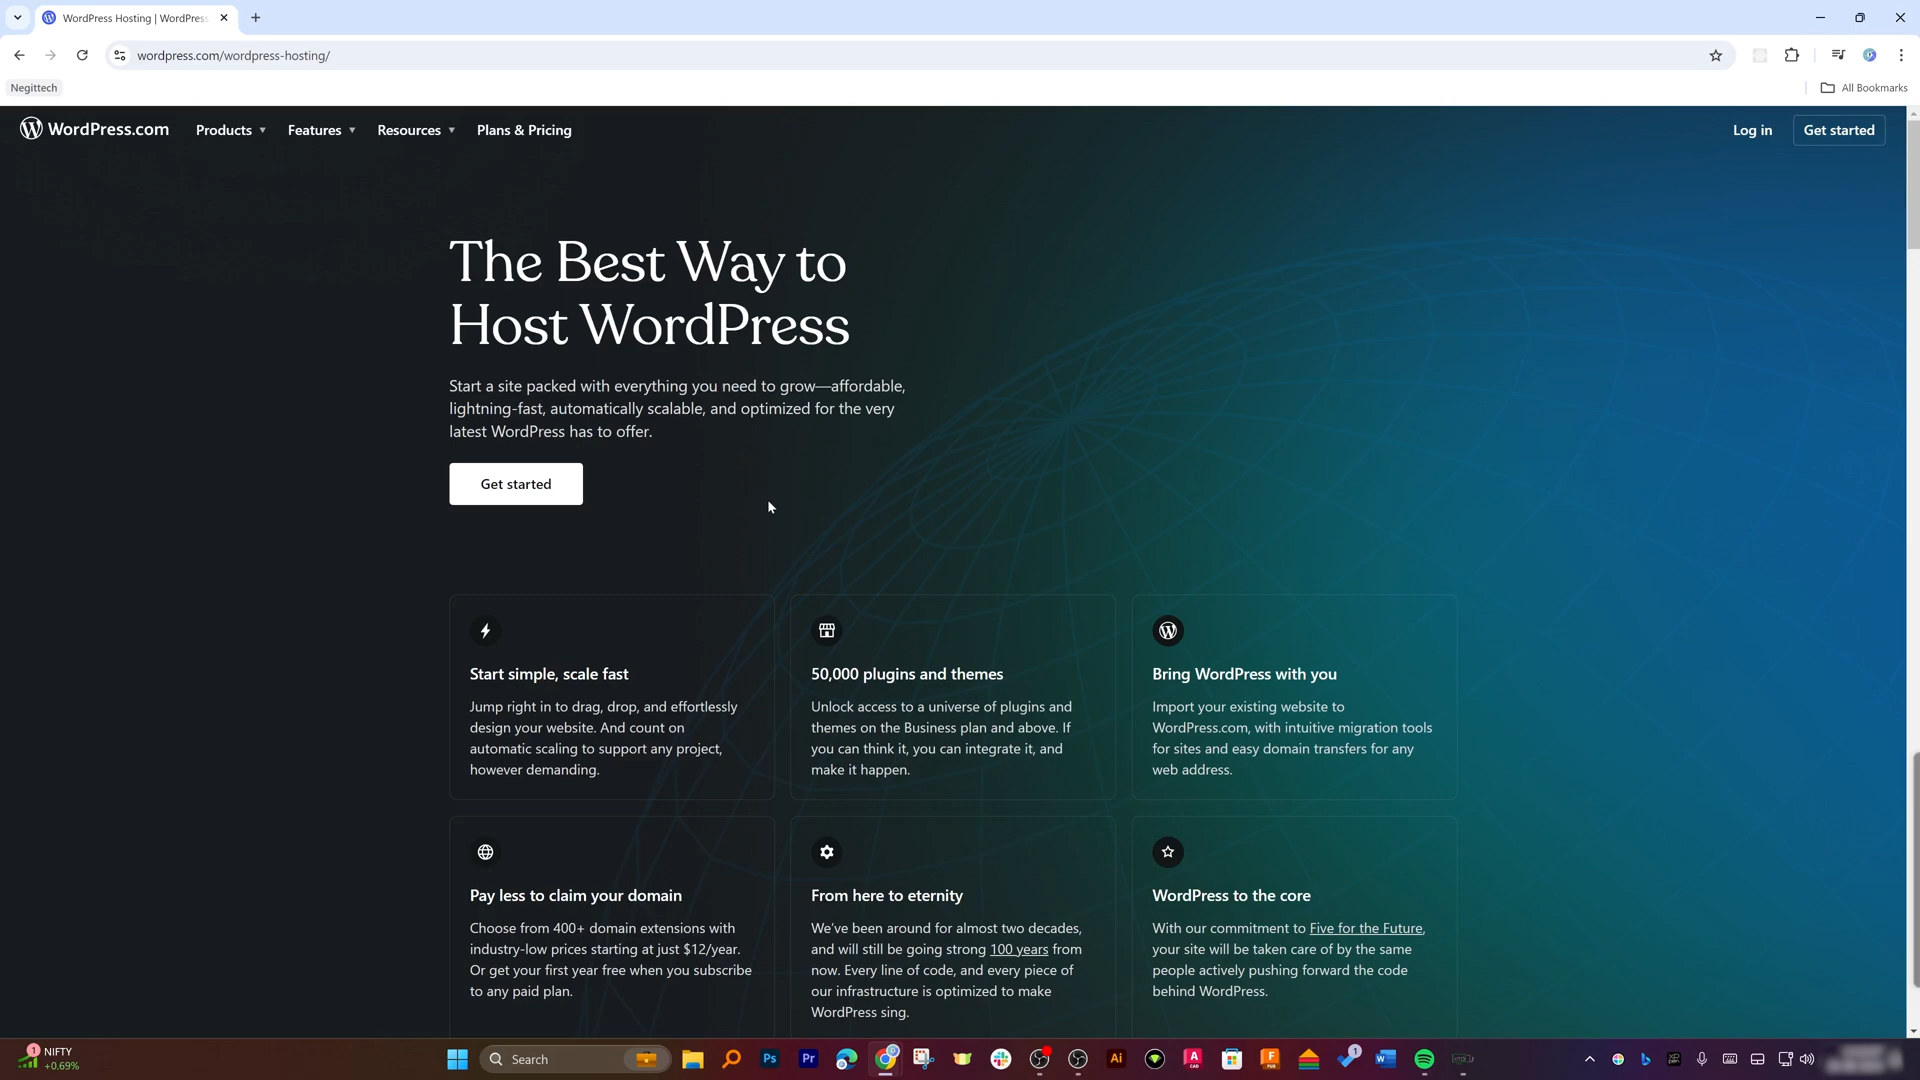 WordPress Hosting | WordPress
wordpress.com/wordpress-hosting/
Negittech
All Bookmarks
WordPress.com
Products
Features
Resources
Plans & Pricing
Log in
Get started
The Best Way to
Host WordPress
Start a site packed with everything you need to grow—affordable,
lightning-fast, automatically scalable, and optimized for the very
latest WordPress has to offer.
Get started
Start simple, scale fast
Jump right in to drag, drop, and effortlessly
design your website. And count on
automatic scaling to support any project,
however demanding.
50,000 plugins and themes
Unlock access to a universe of plugins and
themes on the Business plan and above. If
you can think it, you can integrate it, and
make it happen.
Bring WordPress with you
Import your existing website to
WordPress.com, with intuitive migration tools
for sites and easy domain transfers for any
web address.
Pay less to claim your domain
Choose from 400+ domain extensions with
industry-low prices starting at just $12/year.
Or get your first year free when you subscribe
to any paid plan.
From here to eternity
We've been around for almost two decades,
and will still be going strong 100 years from
now. Every line of code, and every piece of
our infrastructure is optimized to make
WordPress sing.
WordPress to the core
With our commitment to Five for the Future,
your site will be taken care of by the same
people actively pushing forward the code
behind WordPress.
1
NIFTY
+0.69%
Search
Ps
Pr
Ai
A
CAD
F
FUS
1
W